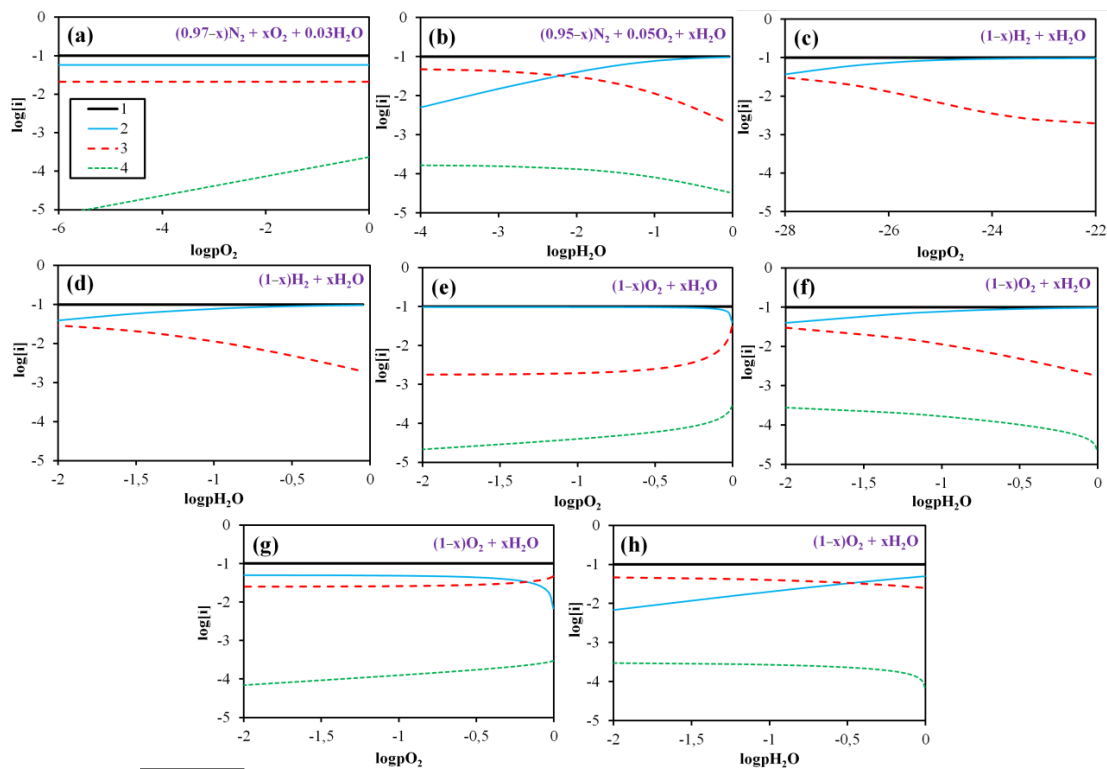 (a)
(0.97–x)N₂ + xO₂ + 0.03H₂O
log[i]
0
-1
-2
-3
-4
-5
1
2
3
4
-6
-4
-2
0
logpO₂
(b)
(0.95–x)N₂ + 0.05O₂ + xH₂O
log[i]
0
-1
-2
-3
-4
-5
-4
-3
-2
-1
0
logpH₂O
(c)
(1–x)H₂ + xH₂O
log[i]
0
-1
-2
-3
-4
-5
-28
-26
-24
-22
logpO₂
(d)
(1–x)H₂ + xH₂O
log[i]
0
-1
-2
-3
-4
-5
-2
-1,5
-1
-0,5
0
logpH₂O
(e)
(1–x)O₂ + xH₂O
log[i]
0
-1
-2
-3
-4
-5
-2
-1,5
-1
-0,5
0
logpO₂
(f)
(1–x)O₂ + xH₂O
log[i]
0
-1
-2
-3
-4
-5
-2
-1,5
-1
-0,5
0
logpH₂O
(g)
(1–x)O₂ + xH₂O
log[i]
0
-1
-2
-3
-4
-5
-2
-1,5
-1
-0,5
0
logpO₂
(h)
(1–x)O₂ + xH₂O
log[i]
0
-1
-2
-3
-4
-5
-2
-1,5
-1
-0,5
0
logpH₂O